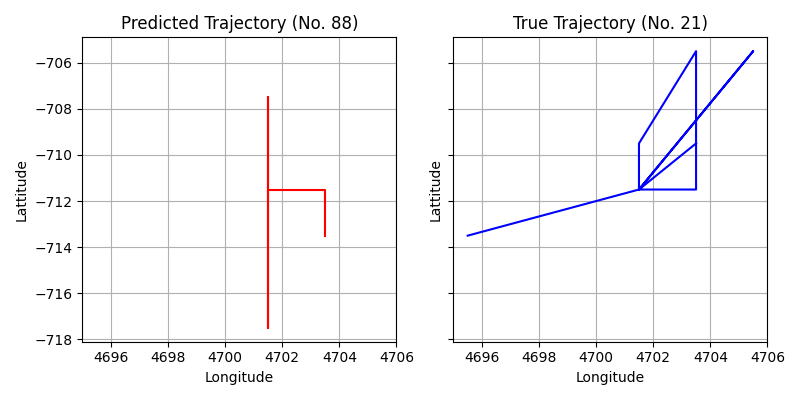 Predicted Trajectory (No. 88)
−706
−708
−710
−712
−714
−716
−718
Lattitude
4696 4698 4700 4702 4704 4706
Longitude
True Trajectory (No. 21)
Lattitude
4696 4698 4700 4702 4704 4706
Longitude